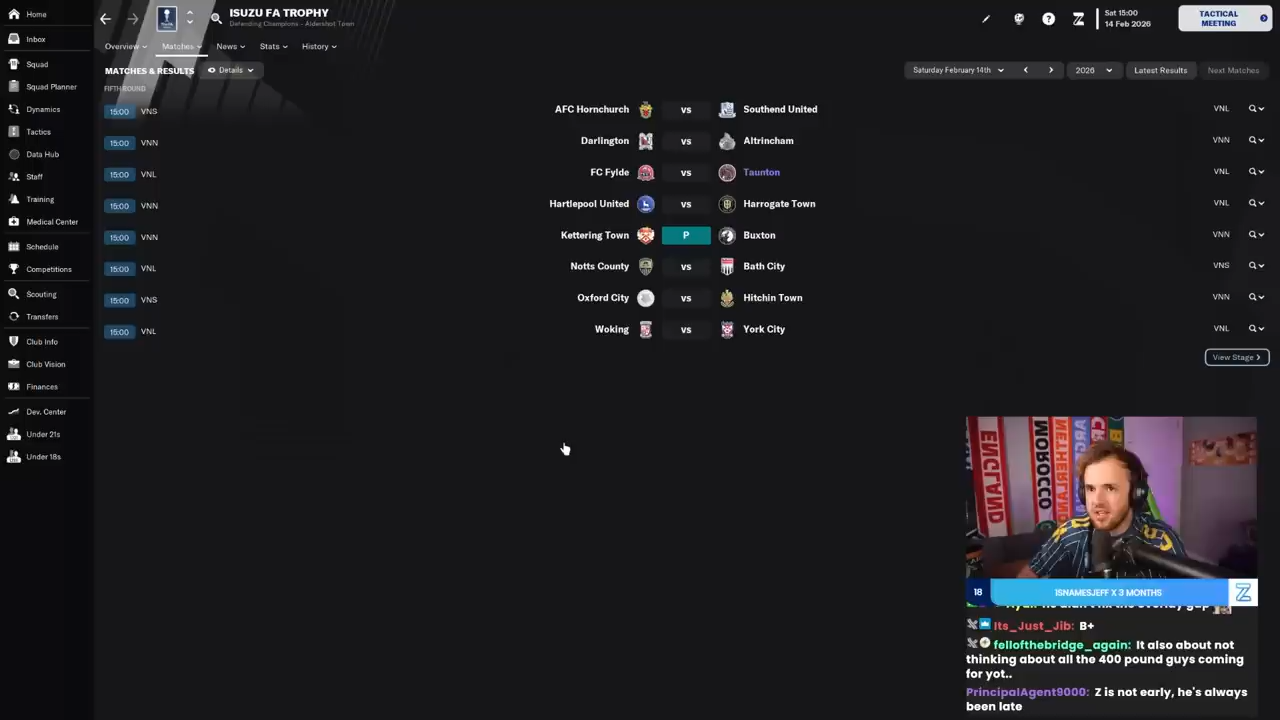 Home
Inbox
Squad
Squad Planner
Dynamics
Tactics
Data Hub
Staff
Training
Medical Center
Schedule
Competitions
Scouting
Transfers
Club Info
Club Vision
Finances
Dev. Center
Under 21s
Under 18s
ISUZU FA TROPHY
Defending Champions - Aldershot Town
Sat 15:00
14 Feb 2026
TACTICAL
MEETING
Overview Matches News Stats History
MATCHES & RESULTS Details
Saturday February 14th 2026 Latest Results Next Matches
FIFTH ROUND
15:00 VNS AFC Hornchurch vs Southend United VNL
15:00 VNN Darlington vs Altrincham VNN
15:00 VNL FC Fylde vs Taunton VNL
15:00 VNN Hartlepool United vs Harrogate Town VNL
15:00 VNN Kettering Town P Buxton VNN
15:00 VNL Notts County vs Bath City VNS
15:00 VNS Oxford City vs Hitchin Town VNN
15:00 VNL Woking vs York City VNL
View Stage
ENGLAND
MOROCCO
18 1SNAMESJEFF X 3 MONTHS
Its_Just_Jib: B+
fellofthebridge_again: It also about not
thinking about all the 400 pound guys coming
for yot..
PrincipalAgent9000: Z is not early, he's always
been late